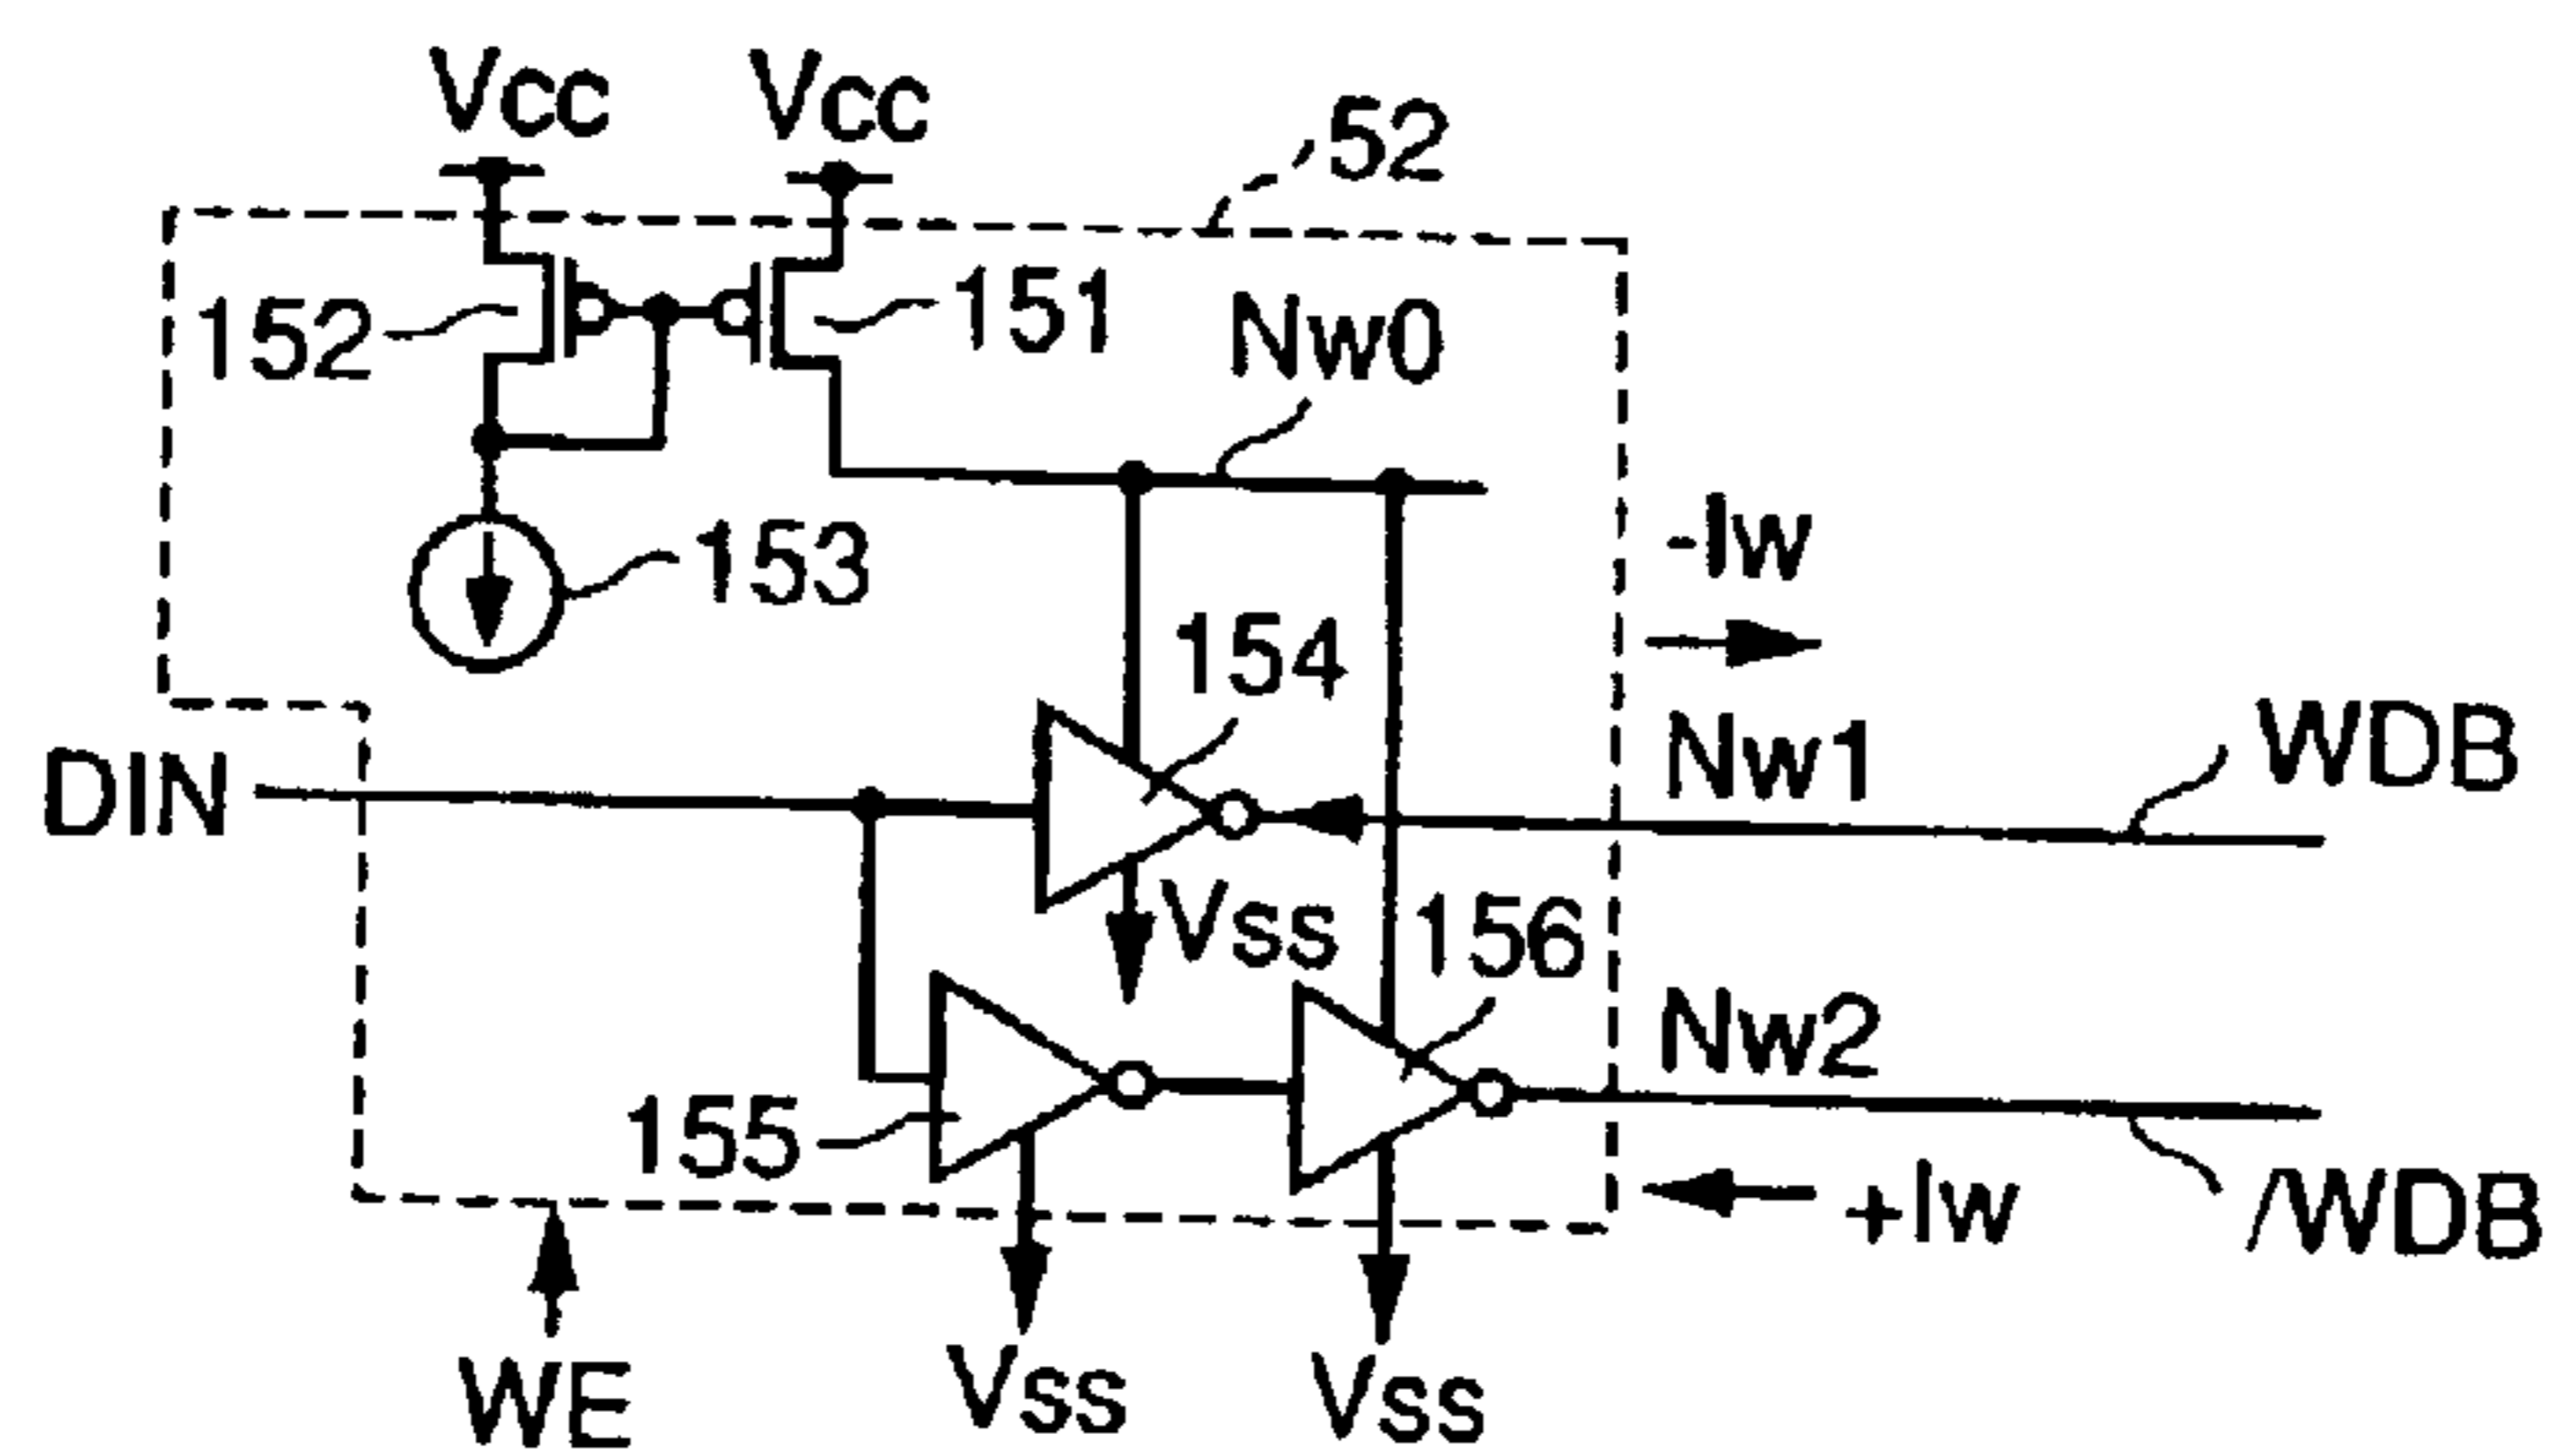 Vcc
Vcc
52
152
151
Nw0
153
-Iw
154
Nw1
WDB
DIN
Vss
156
Nw2
155
+Iw
/WDB
WE
Vss
Vss